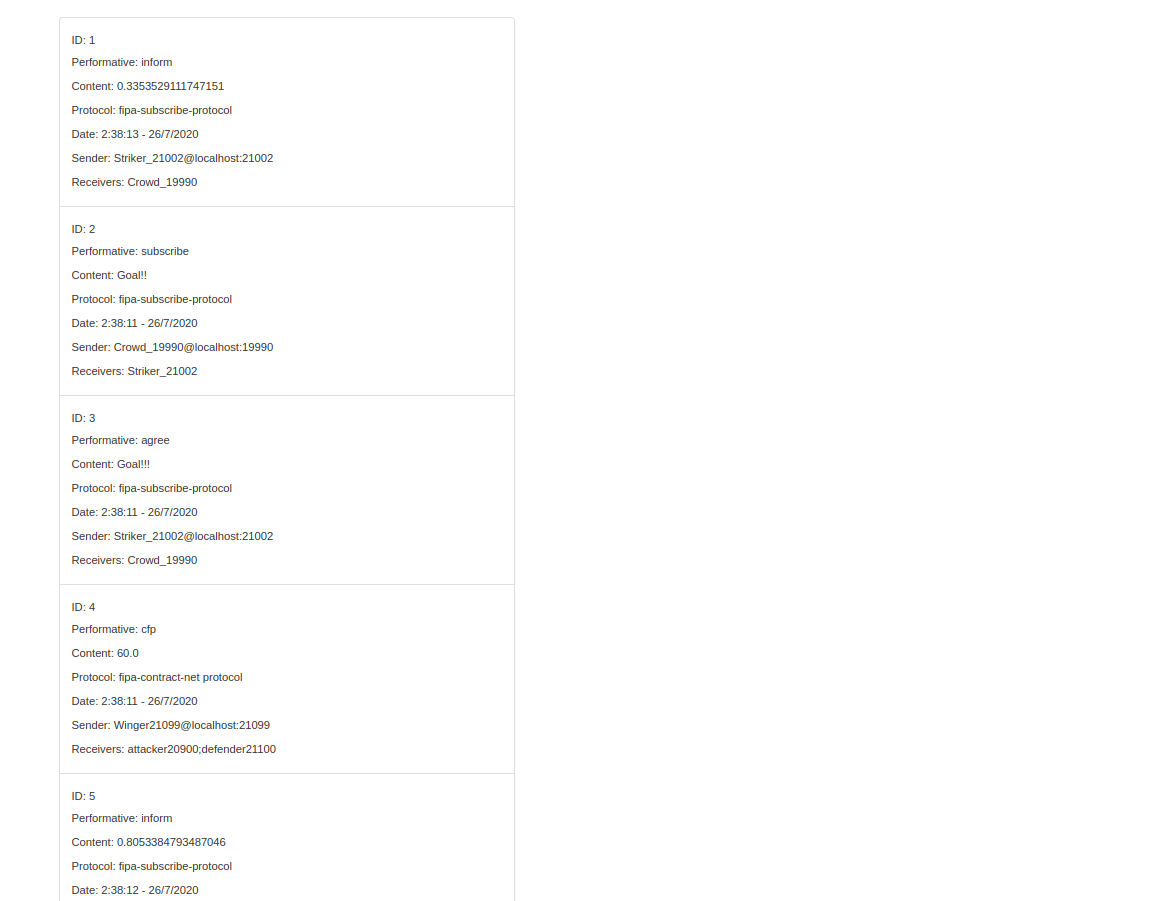 ID: 1
Performative: inform
Content: 0.3353529111747151
Protocol: fipa-subscribe-protocol
Date: 2:38:13 - 26/7/2020
Sender: Striker_21002@localhost:21002
Receivers: Crowd_19990
ID: 2
Performative: subscribe
Content: Goal!!
Protocol: fipa-subscribe-protocol
Date: 2:38:11 - 26/7/2020
Sender: Crowd_19990@localhost:19990
Receivers: Striker_21002
ID: 3
Performative: agree
Content: Goal!!!
Protocol: fipa-subscribe-protocol
Date: 2:38:11 - 26/7/2020
Sender: Striker_21002@localhost:21002
Receivers: Crowd_19990
ID: 4
Performative: cfp
Content: 60.0
Protocol: fipa-contract-net protocol
Date: 2:38:11 - 26/7/2020
Sender: Winger21099@localhost:21099
Receivers: attacker20900;defender21100
ID: 5
Performative: inform
Content: 0.8053384793487046
Protocol: fipa-subscribe-protocol
Date: 2:38:12 - 26/7/2020